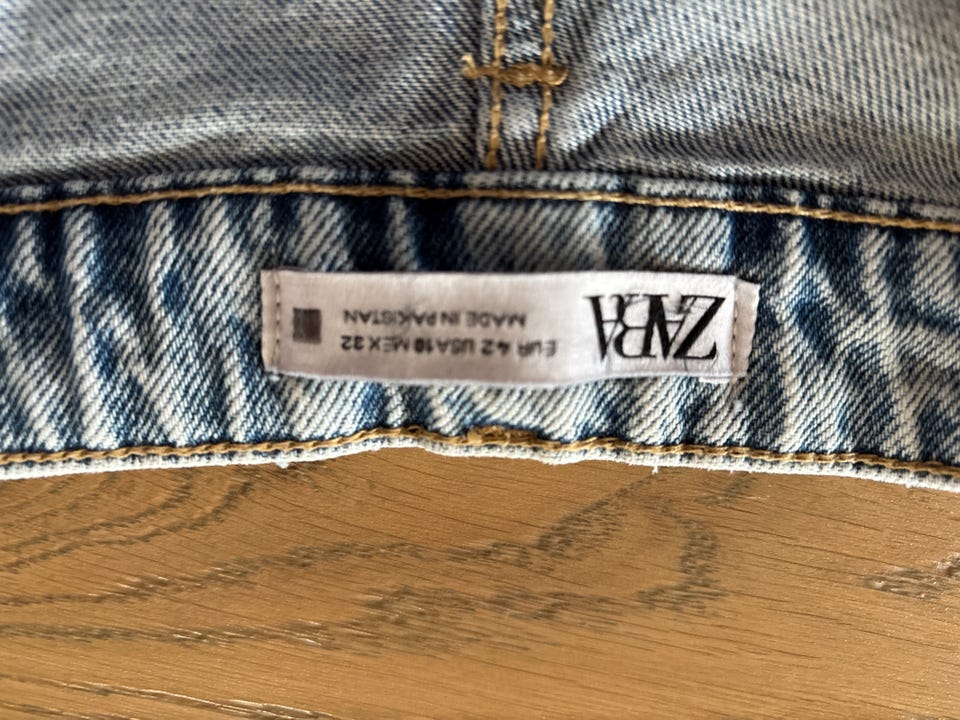 ZARA
EUR 42 USA 10 MEX 32
MADE IN PAKISTAN